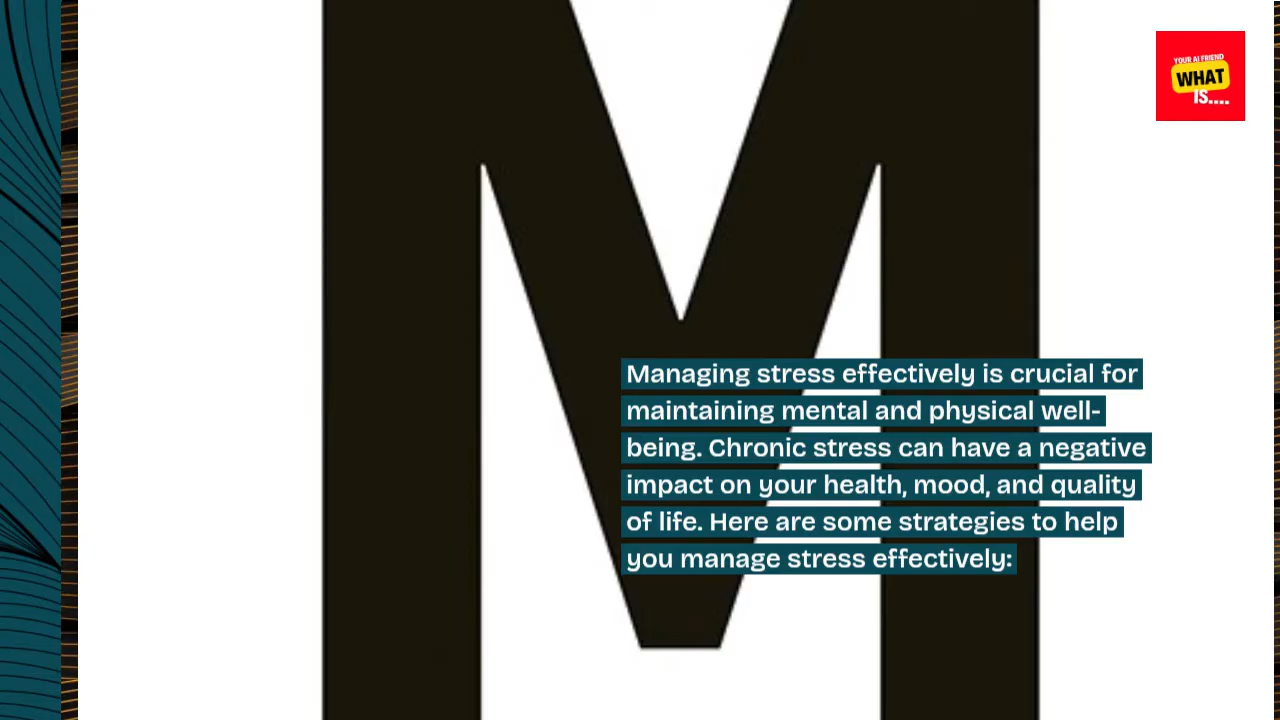 M
YOUR AI FRIEND
WHAT
IS....
Managing stress effectively is crucial for
maintaining mental and physical well-
being. Chronic stress can have a negative
impact on your health, mood, and quality
of life. Here are some strategies to help
you manage stress effectively: